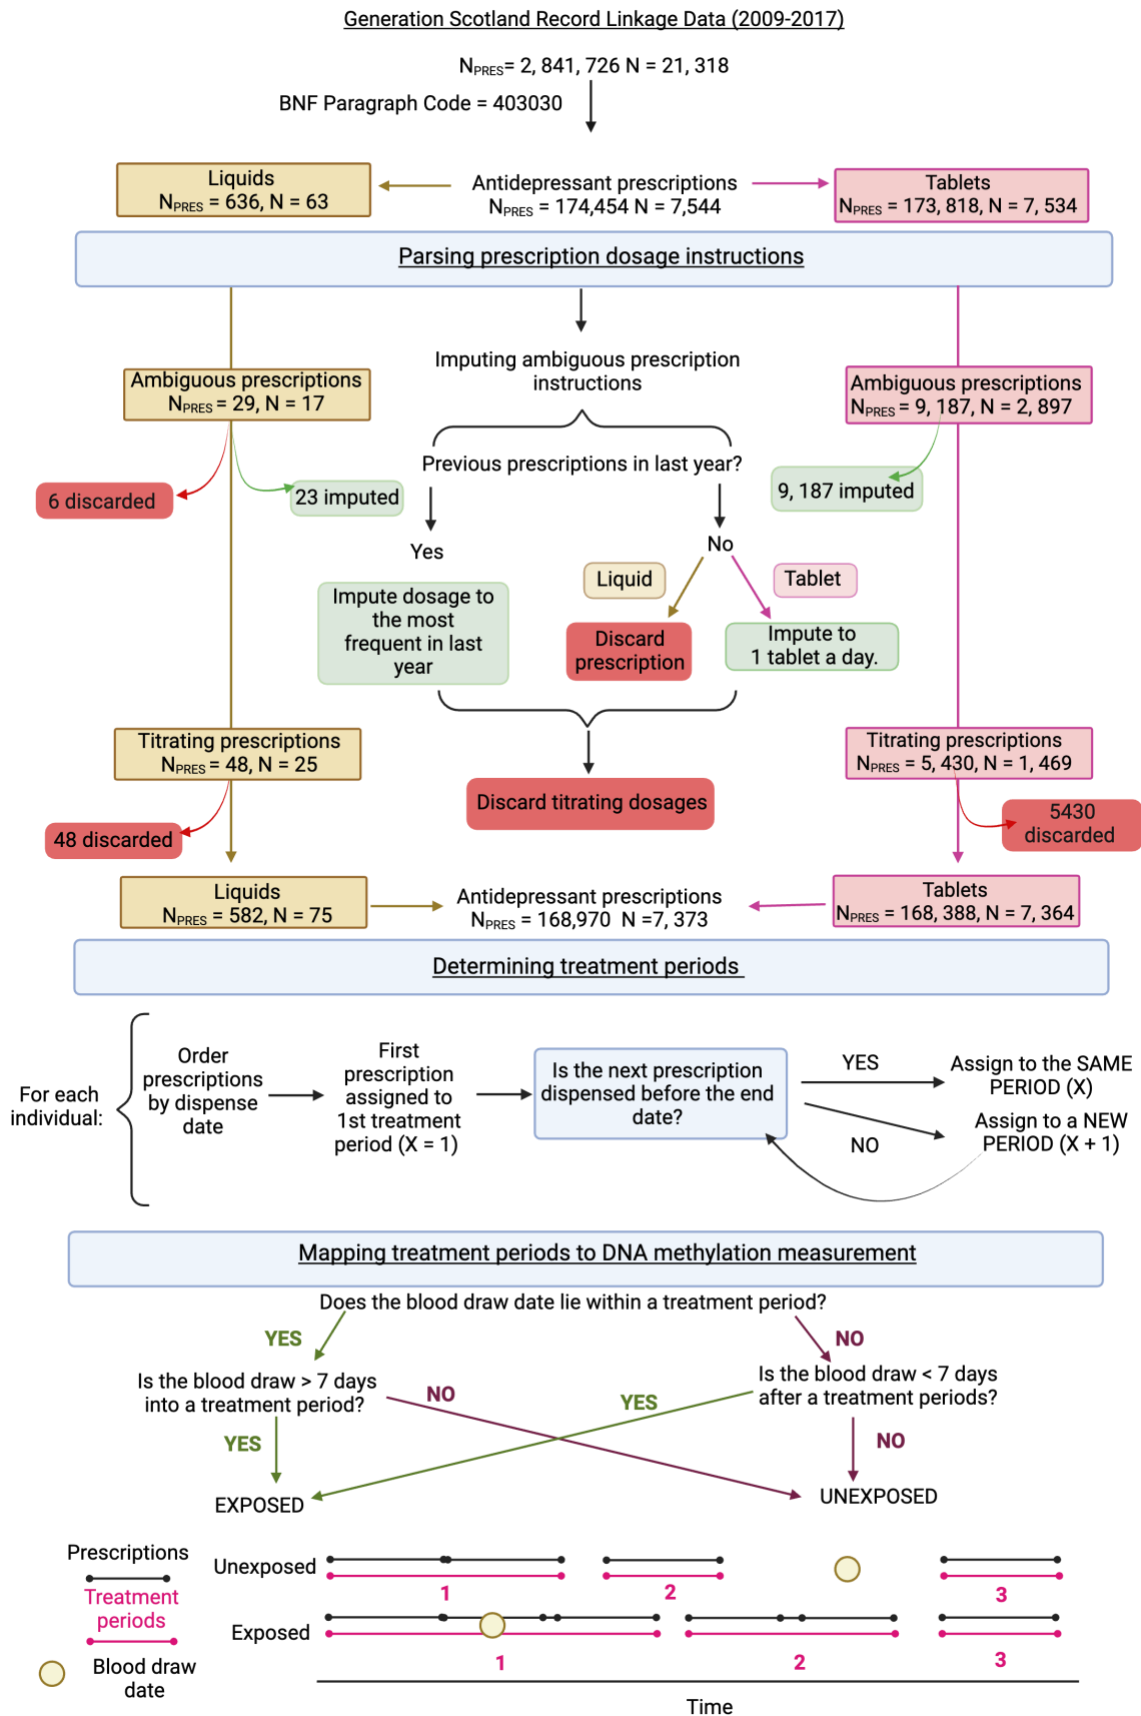 Generation Scotland Record Linkage Data (2009-2017)
NPRES= 2, 841, 726 N = 21, 318
BNF Paragraph Code = 403030
Liquids
NPRES = 636, N = 63
Antidepressant prescriptions
NPRES = 174,454 N = 7,544
Tablets
NPRES = 173, 818, N = 7, 534
Parsing prescription dosage instructions
Ambiguous prescriptions
NPRES = 29, N = 17
Imputing ambiguous prescription
instructions
Ambiguous prescriptions
NPRES = 9, 187, N = 2, 897
Previous prescriptions in last year?
6 discarded
23 imputed
9, 187 imputed
Yes
No
Liquid
Tablet
Impute dosage to
the most
frequent in last
year
Discard
prescription
Impute to
1 tablet a day.
Titrating prescriptions
NPRES = 48, N = 25
Titrating prescriptions
NPRES = 5, 430, N = 1, 469
Discard titrating dosages
48 discarded
5430
discarded
Liquids
NPRES = 582, N = 75
Antidepressant prescriptions
NPRES = 168,970 N =7, 373
Tablets
NPRES = 168, 388, N = 7, 364
Determining treatment periods
For each
individual:
Order
prescriptions
by dispense
date
First
prescription
assigned to
1st treatment
period (X = 1)
Is the next prescription
dispensed before the end
date?
YES
Assign to the SAME
PERIOD (X)
NO
Assign to a NEW
PERIOD (X + 1)
Mapping treatment periods to DNA methylation measurement
Does the blood draw date lie within a treatment period?
YES
NO
Is the blood draw > 7 days
into a treatment period?
NO
YES
Is the blood draw < 7 days
after a treatment periods?
YES
NO
EXPOSED
UNEXPOSED
Prescriptions
Treatment
periods
Blood draw
date
Unexposed
1
2
3
Exposed
1
2
3
Time